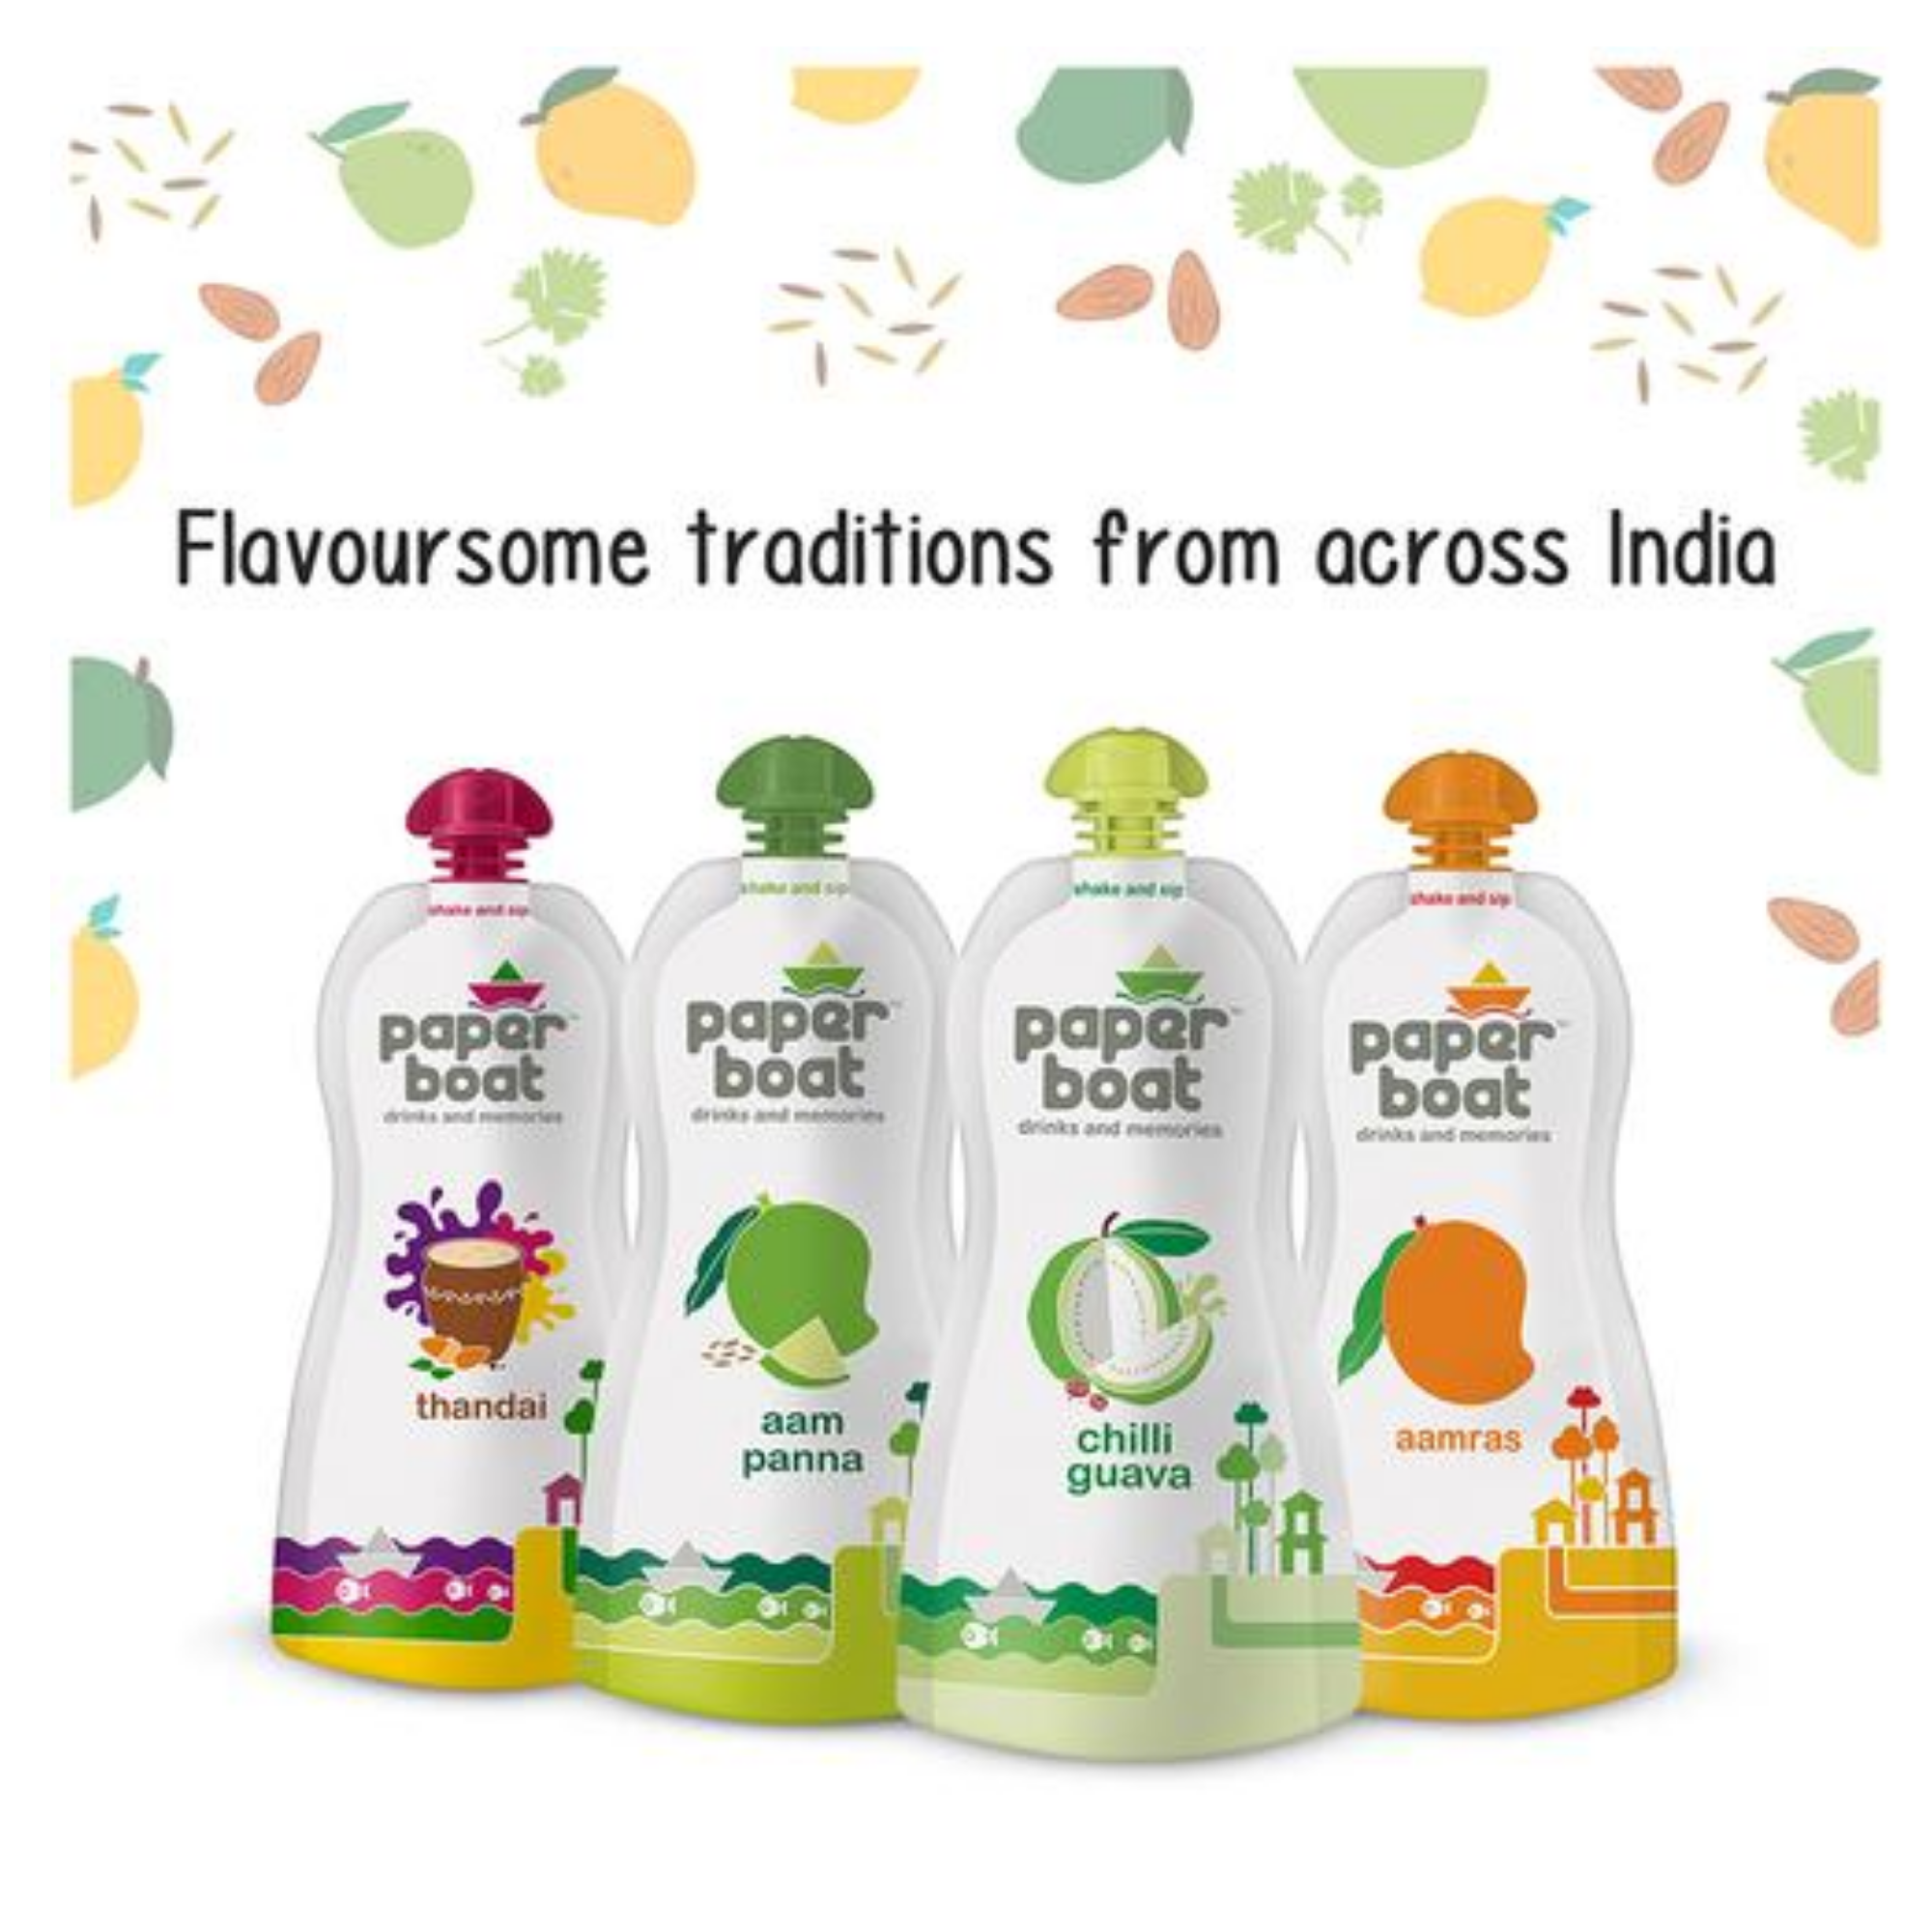 Flavoursome traditions from across India
shake and sip
paper
boat
drinks and memories
thandai
shake and sip
paper
boat
drinks and memories
aam
panna
shake and sip
paper
boat
drinks and memories
chilli
guava
shake and sip
paper
boat
drinks and memories
aamras